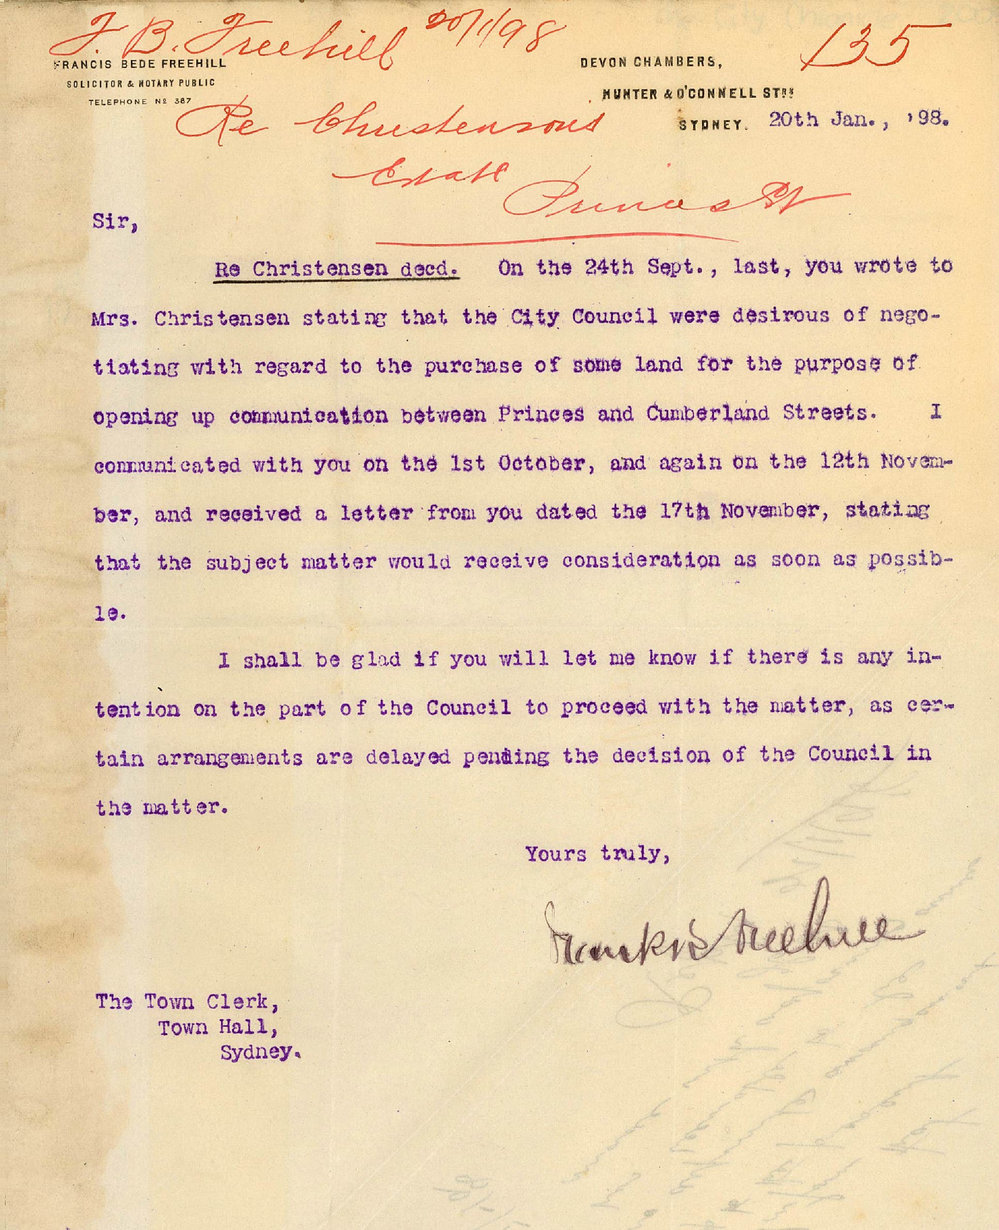 F. B. Freehill 20/1/98
135
FRANCIS BEDE FREEHILL
SOLICITOR & NOTARY PUBLIC
TELEPHONE No 387
DEVON CHAMBERS,
HUNTER & O'CONNELL STRS
SYDNEY. 20th Jan., '98.
Re Christensens
Estate
Princes St
Sir,
Re Christensen decd. On the 24th Sept., last, you wrote to
Mrs. Christensen stating that the City Council were desirous of nego-
tiating with regard to the purchase of some land for the purpose of
opening up communication between Princes and Cumberland Streets. I
communicated with you on the 1st October, and again on the 12th Novem-
ber, and received a letter from you dated the 17th November, stating
that the subject matter would receive consideration as soon as possib-
le.
I shall be glad if you will let me know if there is any in-
tention on the part of the Council to proceed with the matter, as cer-
tain arrangements are delayed pending the decision of the Council in
the matter.
Yours truly,
Francis Freehill
The Town Clerk,
Town Hall,
Sydney.